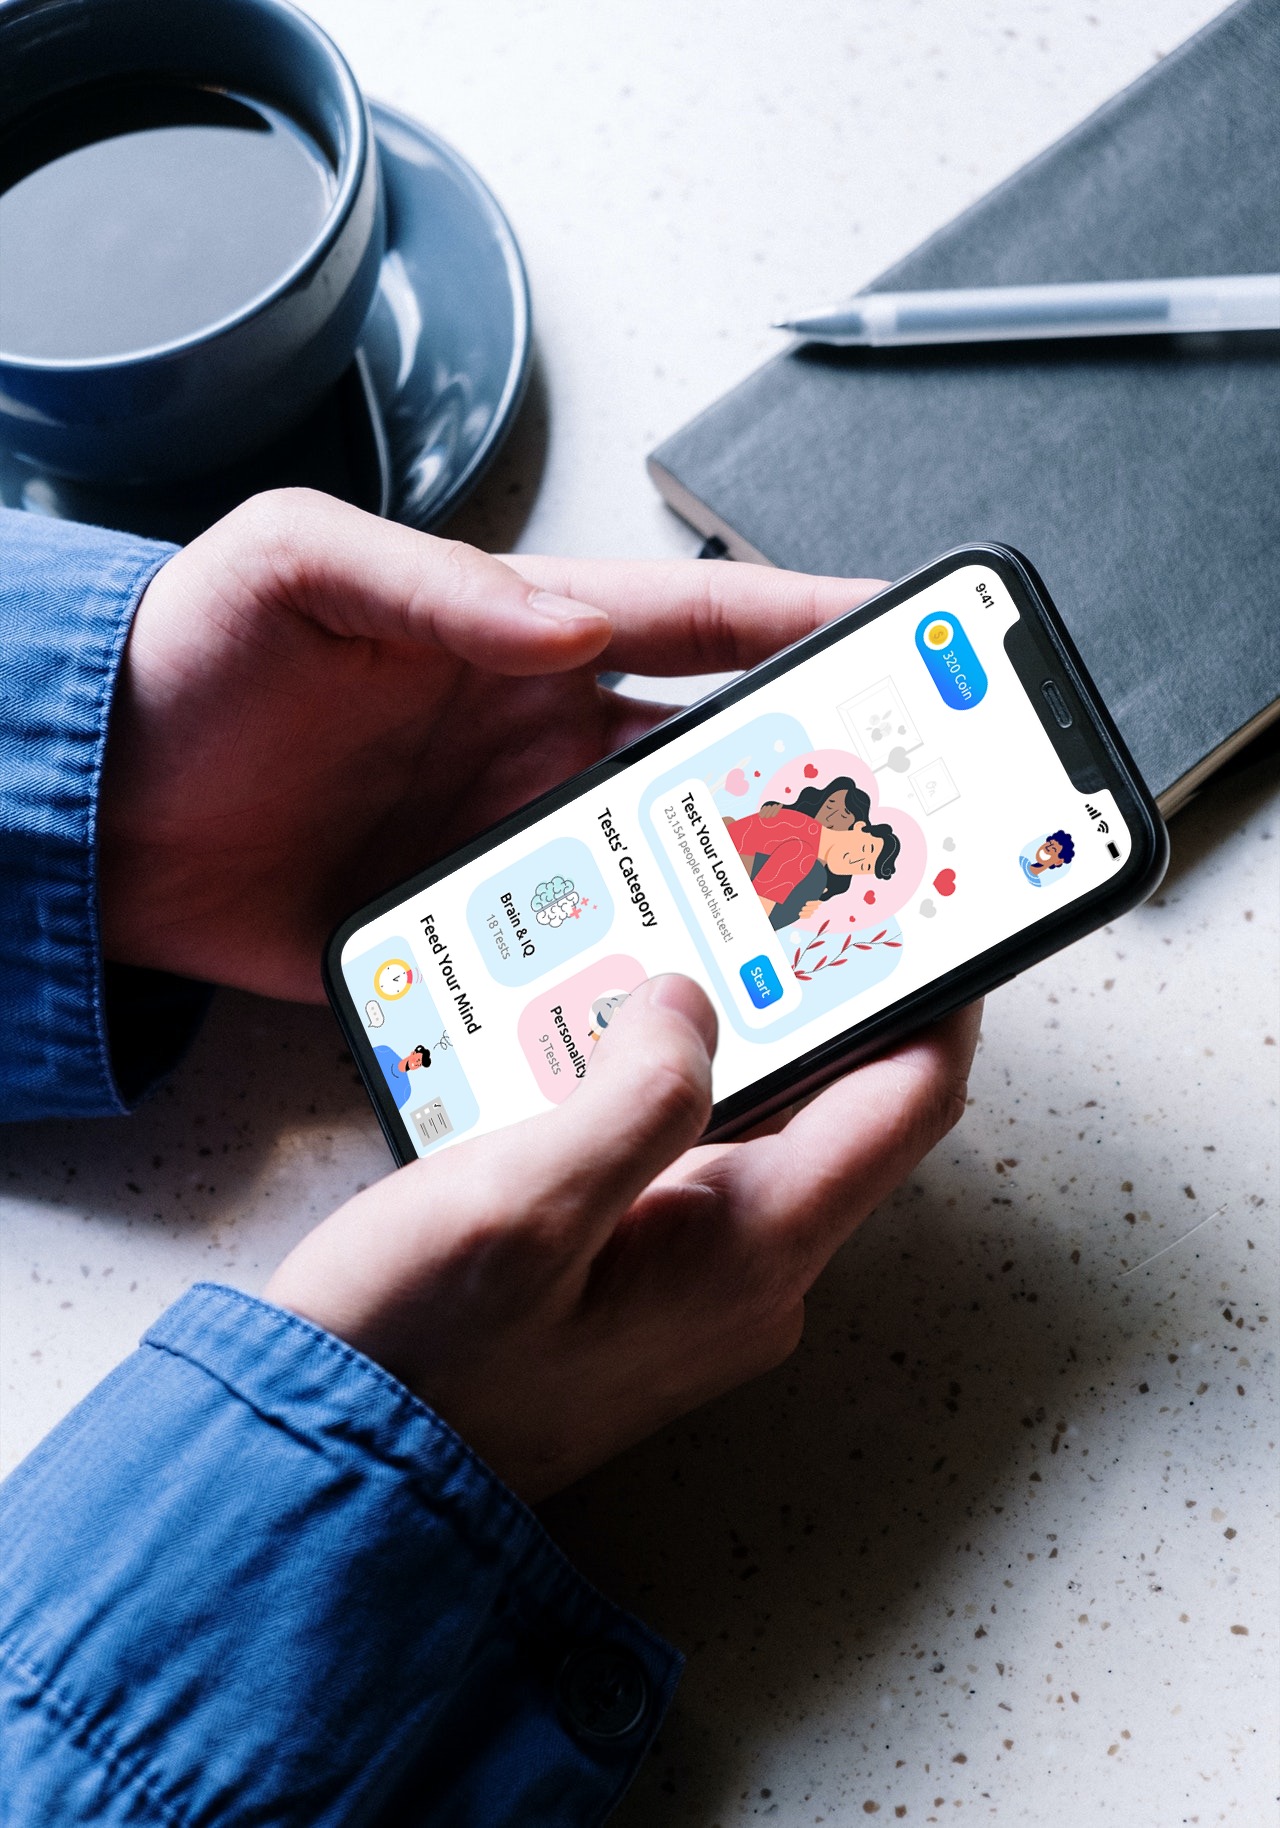 9:41
320 Coin
Test Your Love!
23,154 people took this test!
Start
Tests' Category
Brain & IQ
18 Tests
Personality
9 Tests
Feed Your Mind